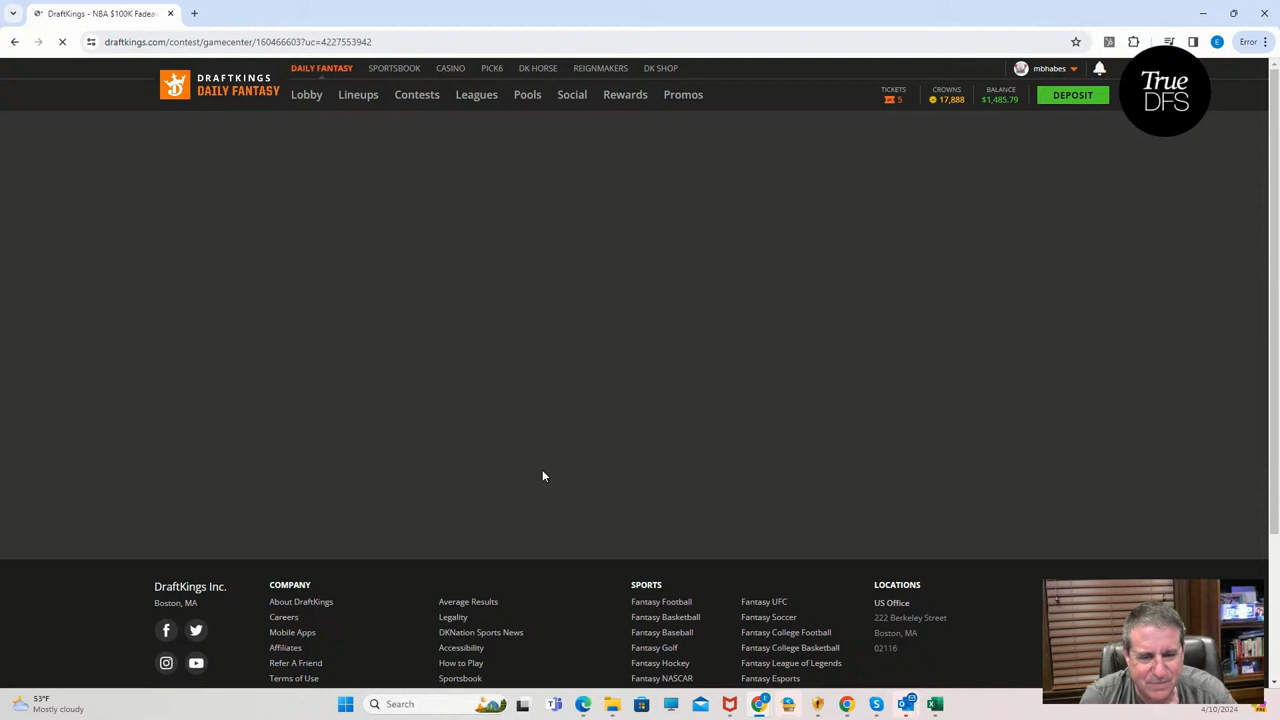 DraftKings - NBA $100K Fadeaw
draftkings.com/contest/gamecenter/160466603?uc=4227553942
Error
DRAFTKINGS
DAILY FANTASY
DAILY FANTASY SPORTSBOOK CASINO PICK6 DK HORSE REIGNMAKERS DK SHOP
mbhabes
Lobby Lineups Contests Leagues Pools Social Rewards Promos
TICKETS
5
CROWNS
17,888
BALANCE
$1,485.79
DEPOSIT
True
DFS
DraftKings Inc.
Boston, MA
COMPANY
About DraftKings
Careers
Mobile Apps
Affiliates
Refer A Friend
Terms of Use
Average Results
Legality
DKNation Sports News
Accessibility
How to Play
Sportsbook
SPORTS
Fantasy Football
Fantasy Basketball
Fantasy Baseball
Fantasy Golf
Fantasy Hockey
Fantasy NASCAR
Fantasy UFC
Fantasy Soccer
Fantasy College Football
Fantasy College Basketball
Fantasy League of Legends
Fantasy Esports
LOCATIONS
US Office
222 Berkeley Street
Boston, MA
02116
53°F
Mostly cloudy
Search
4/10/2024